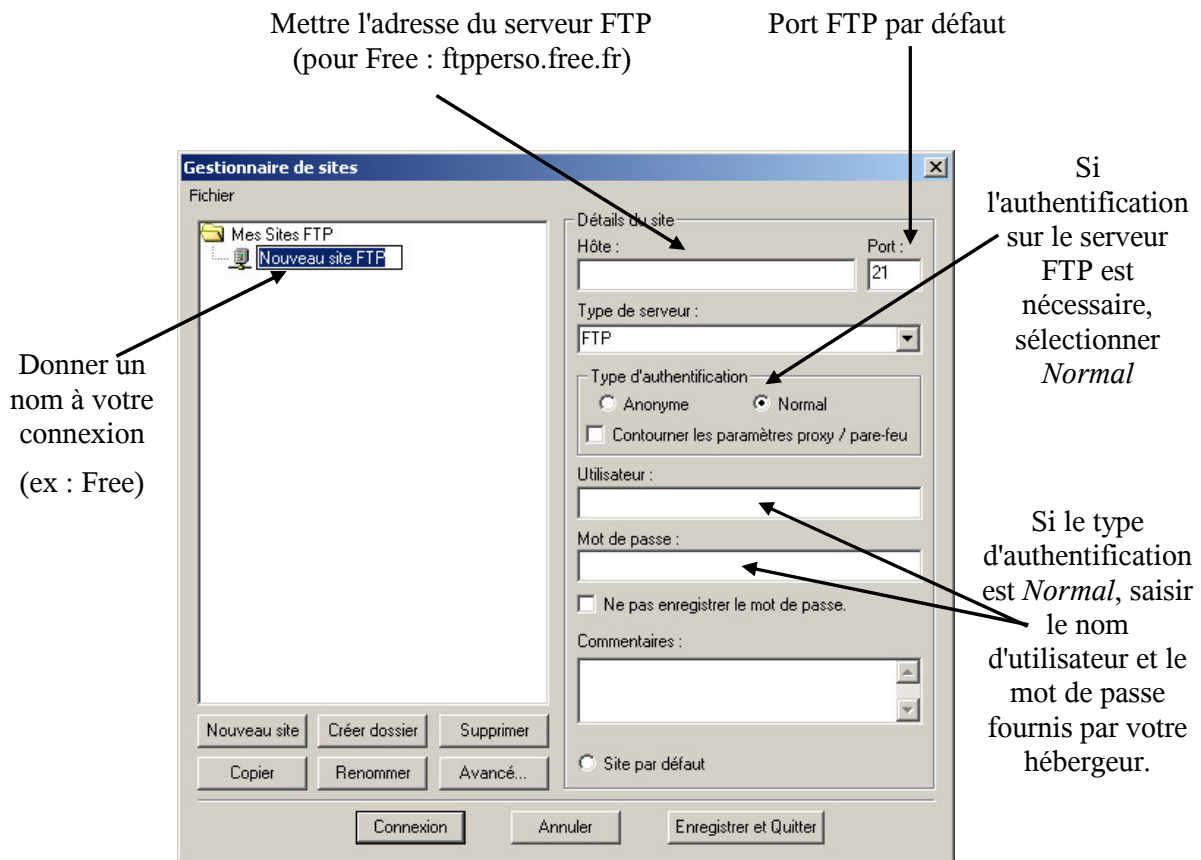 Mettre l'adresse du serveur FTP
(pour Free : ftpperso.free.fr)
Port FTP par défaut
Gestionnaire de sites
Fichier
Mes Sites FTP
Nouveau site FTP
Détails du site
Hôte :
Port :
21
Type de serveur :
FTP
Type d'authentification
Anonyme
Normal
Contourner les paramètres proxy / pare-feu
Utilisateur :
Mot de passe :
Ne pas enregistrer le mot de passe.
Commentaires :
Site par défaut
Nouveau site
Créer dossier
Supprimer
Copier
Renommer
Avancé...
Connexion
Annuler
Enregistrer et Quitter
Donner un
nom à votre
connexion
(ex : Free)
Si
l'authentification
sur le serveur
FTP est
nécessaire,
sélectionner
Normal
Si le type
d'authentification
est Normal, saisir
le nom
d'utilisateur et le
mot de passe
fournis par votre
hébergeur.